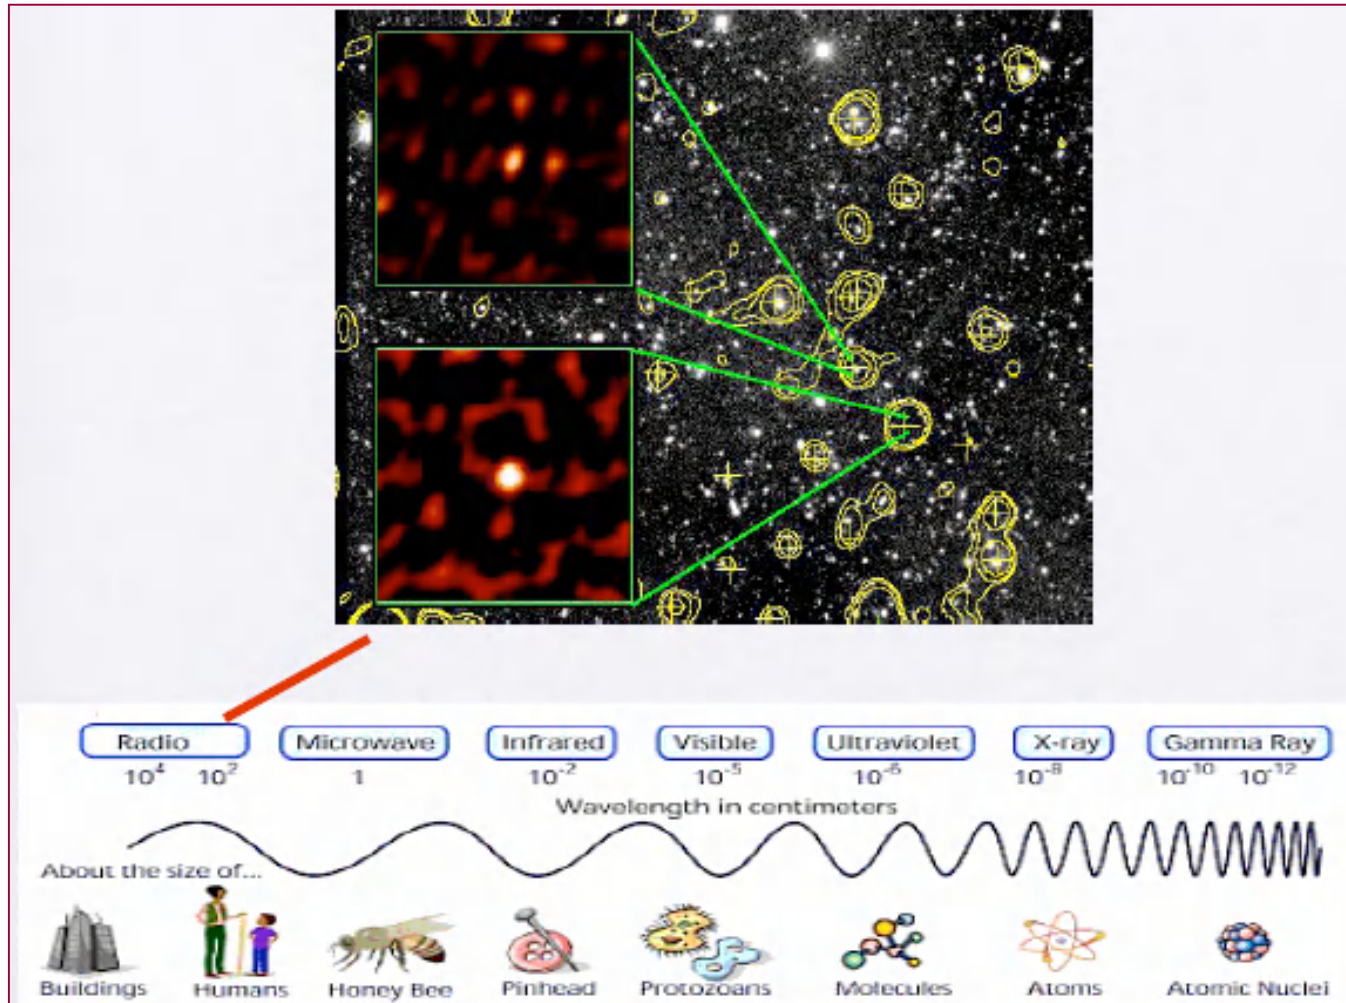 Radio Microwave Infrared Visible Ultraviolet X-ray Gamma Ray
10⁴ 10² 1 10⁻² 10⁻⁵ 10⁻⁶ 10⁻⁸ 10⁻¹⁰ 10⁻¹²
Wavelength in centimeters
About the size of...
Buildings Humans Honey Bee Pinhead Protozoans Molecules Atoms Atomic Nuclei